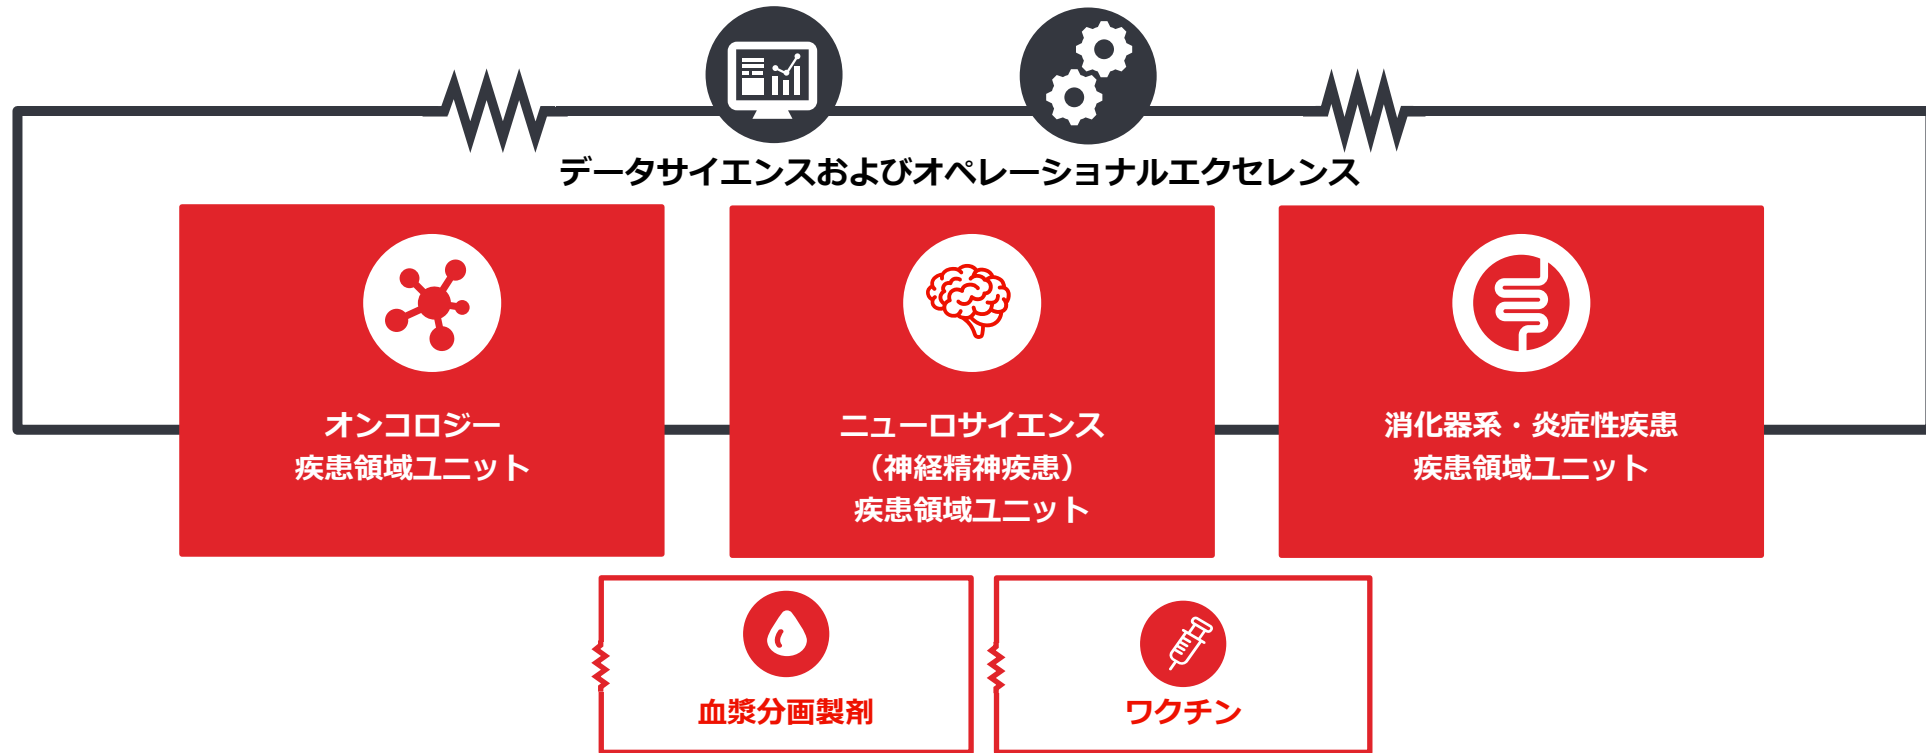 データサイエンスおよびオペレーショナルエクセレンス
オンコロジー
疾患領域ユニット
ニューロサイエンス
（神経精神疾患）
疾患領域ユニット
消化器系・炎症性疾患
疾患領域ユニット
血漿分画製剤
ワクチン